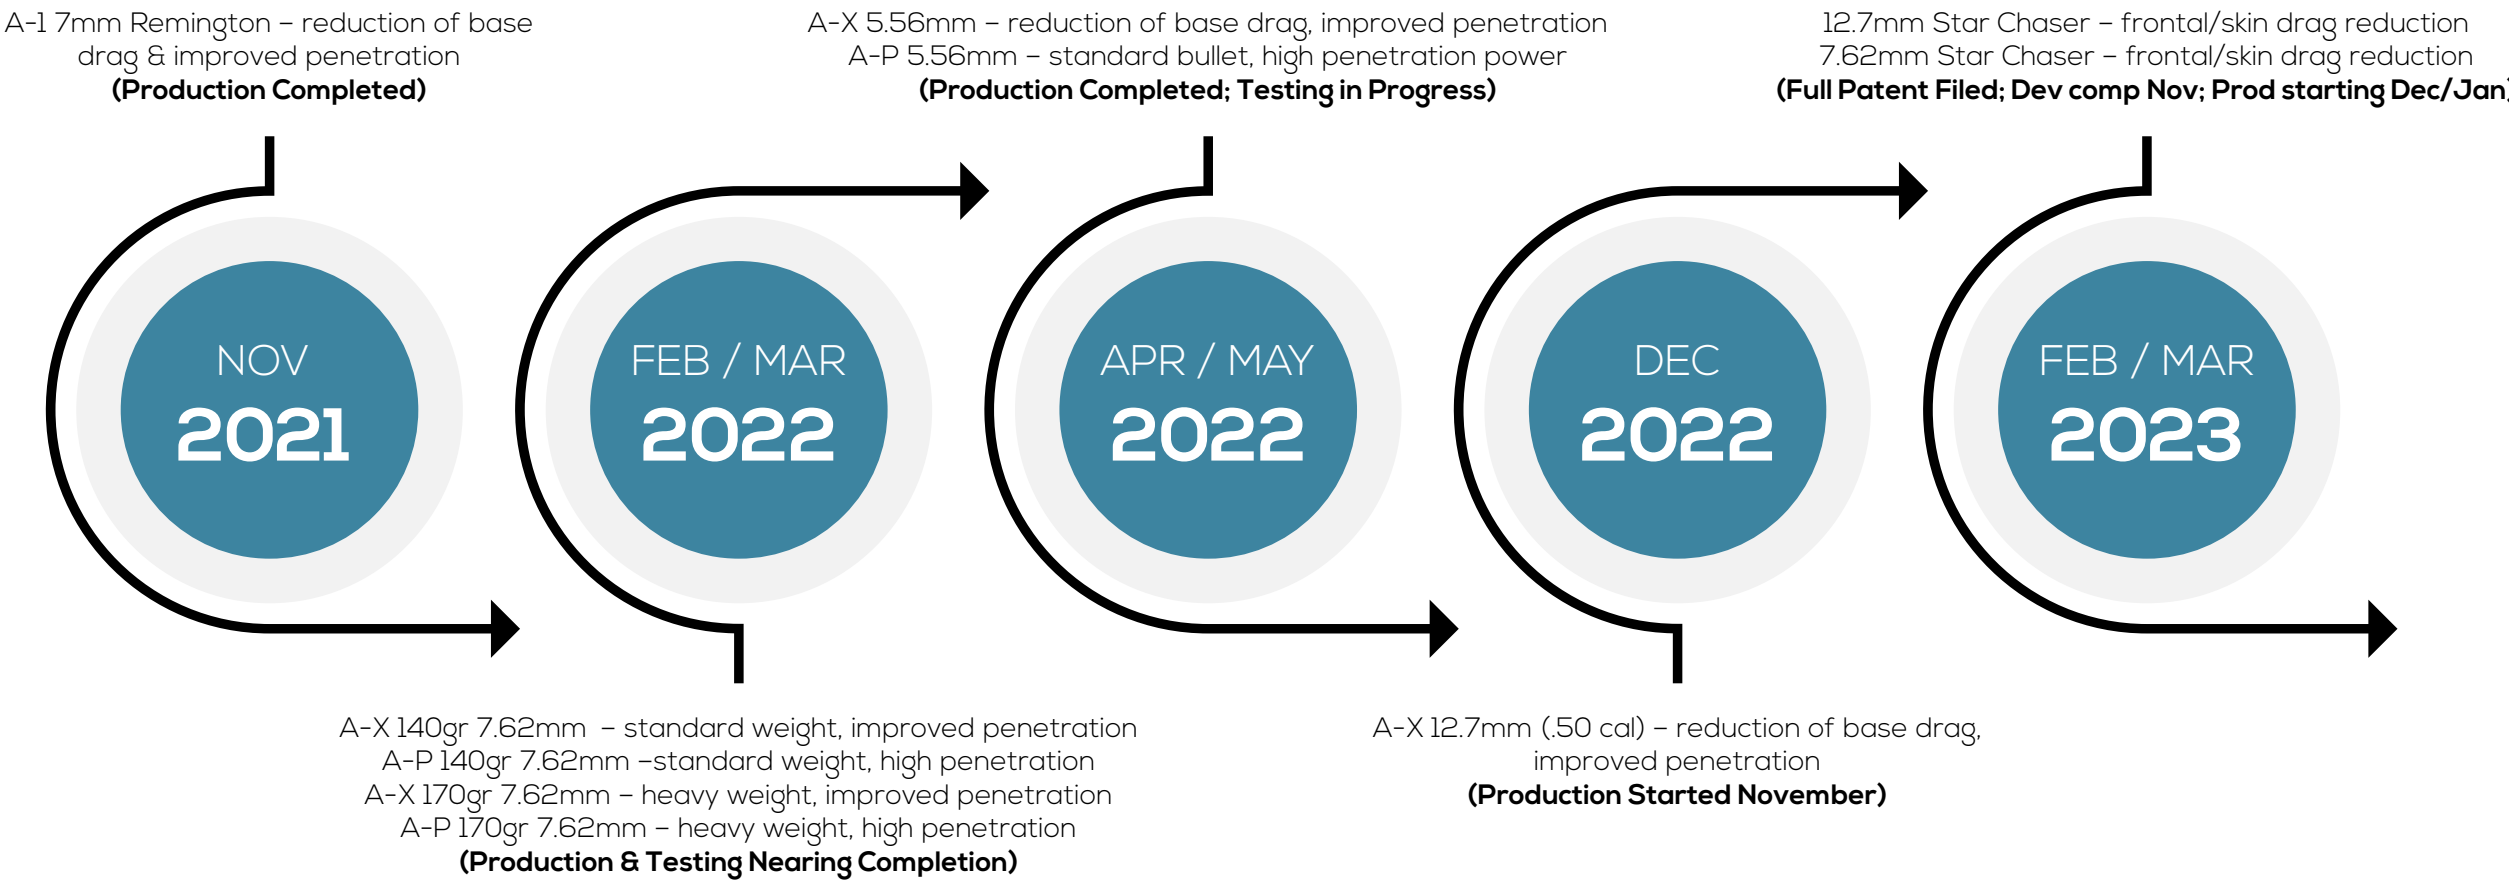 A-1 7mm Remington – reduction of base
drag & improved penetration
(Production Completed)
A-X 5.56mm – reduction of base drag, improved penetration
A-P 5.56mm – standard bullet, high penetration power
(Production Completed; Testing in Progress)
12.7mm Star Chaser – frontal/skin drag reduction
7.62mm Star Chaser – frontal/skin drag reduction
(Full Patent Filed; Dev comp Nov; Prod starting Dec/Jan)
NOV
2021
FEB / MAR
2022
APR / MAY
2022
DEC
2022
FEB / MAR
2023
A-X 140gr 7.62mm – standard weight, improved penetration
A-P 140gr 7.62mm –standard weight, high penetration
A-X 170gr 7.62mm – heavy weight, improved penetration
A-P 170gr 7.62mm – heavy weight, high penetration
(Production & Testing Nearing Completion)
A-X 12.7mm (.50 cal) – reduction of base drag,
improved penetration
(Production Started November)